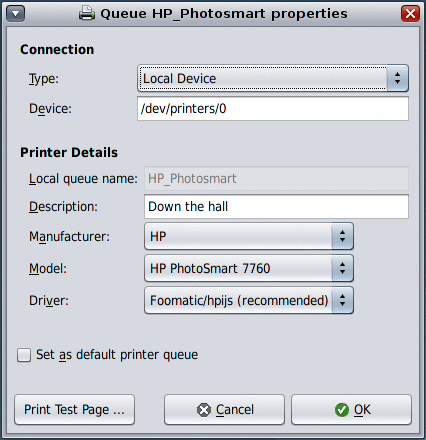 Queue HP_Photosmart properties
Connection
Type: Local Device
Device: /dev/printers/0
Printer Details
Local queue name: HP_Photosmart
Description: Down the hall
Manufacturer: HP
Model: HP PhotoSmart 7760
Driver: Foomatic/hpijs (recommended)
Set as default printer queue
Print Test Page ... Cancel OK